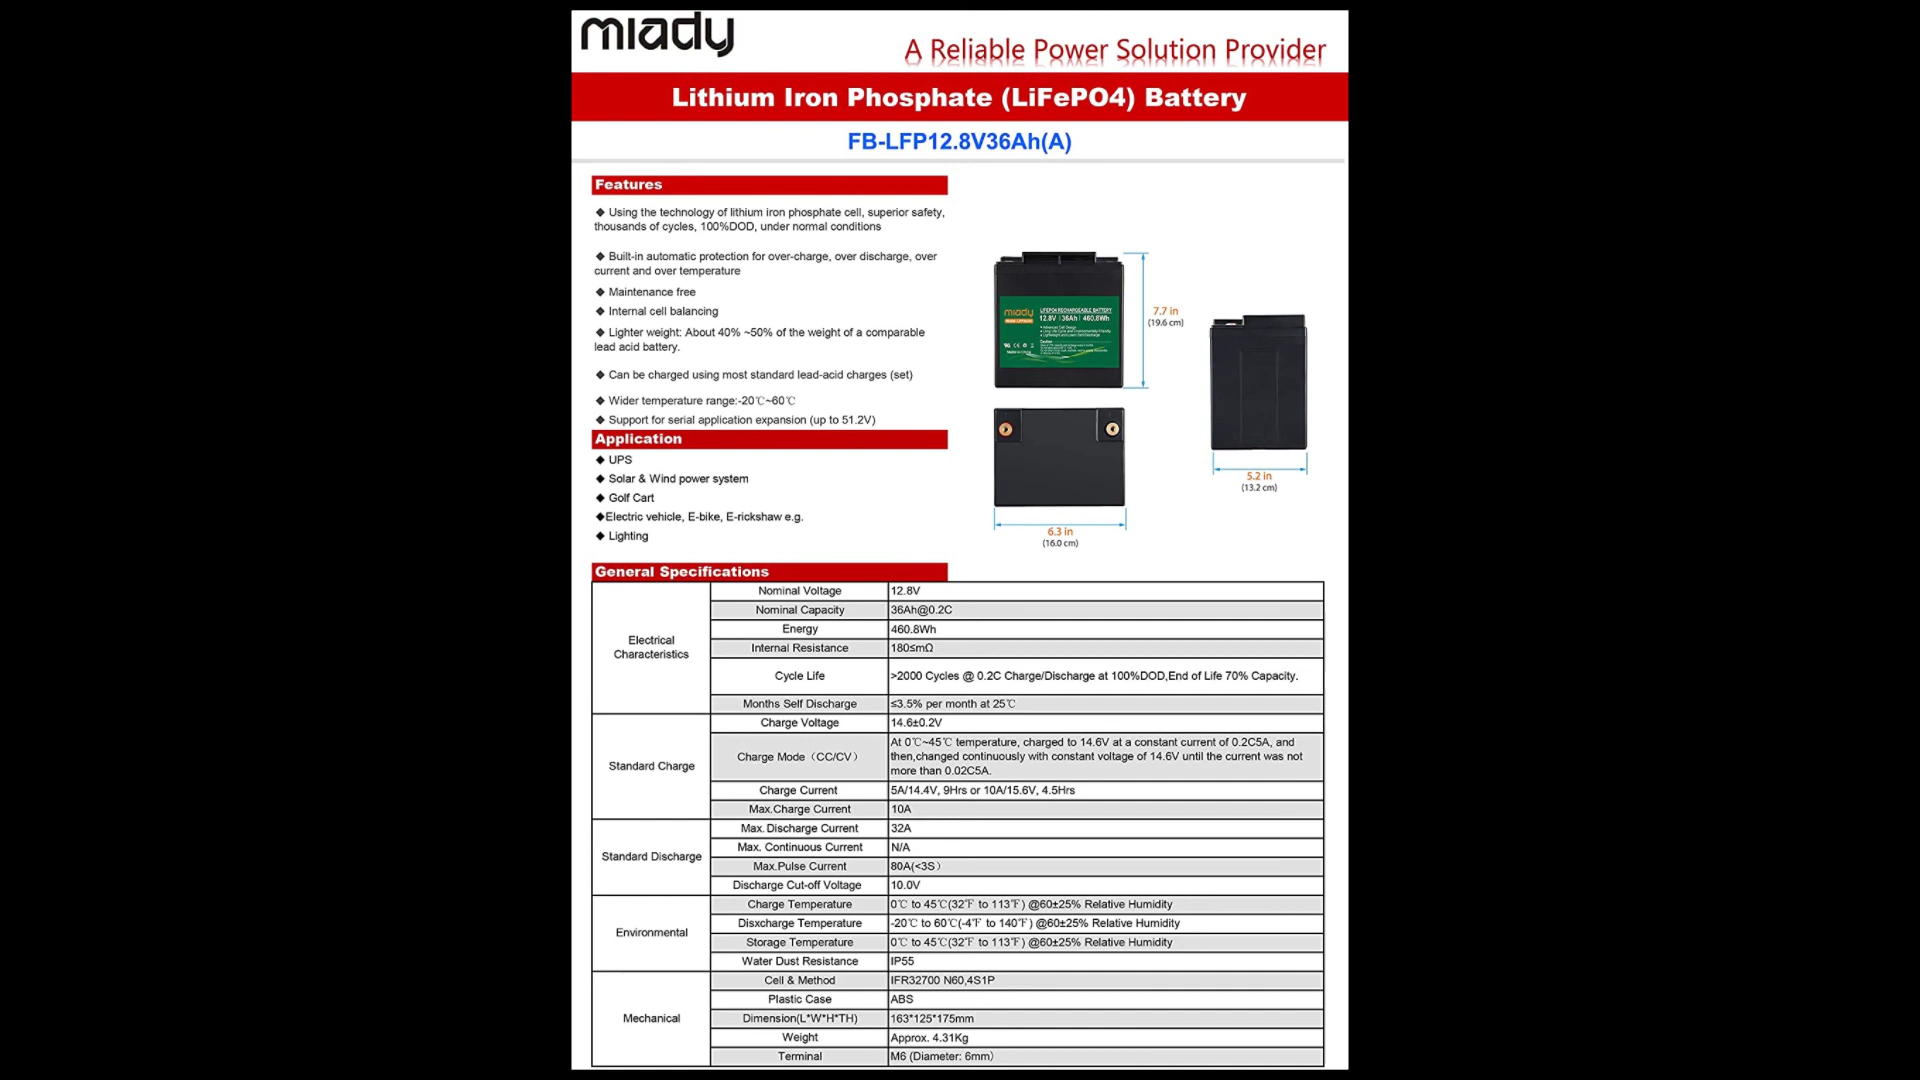 miady
A Reliable Power Solution Provider
Lithium Iron Phosphate (LiFePO4) Battery
FB-LFP12.8V36Ah(A)
Features
❖ Using the technology of lithium iron phosphate cell, superior safety,
thousands of cycles, 100%DOD, under normal conditions
❖ Built-in automatic protection for over-charge, over discharge, over
current and over temperature
❖ Maintenance free
❖ Internal cell balancing
❖ Lighter weight: About 40% ~50% of the weight of a comparable
lead acid battery.
❖ Can be charged using most standard lead-acid charges (set)
❖ Wider temperature range:-20℃~60℃
❖ Support for serial application expansion (up to 51.2V)
miady
LIFEPO4 RECHARGEABLE BATTERY
12.8V | 36Ah | 460.8Wh
7.7 in
(19.6 cm)
5.2 in
(13.2 cm)
6.3 in
(16.0 cm)
Application
◆ UPS
◆ Solar & Wind power system
◆ Golf Cart
◆Electric vehicle, E-bike, E-rickshaw e.g.
◆ Lighting
General Specifications
Electrical
Characteristics
Nominal Voltage 12.8V
Nominal Capacity 36Ah@0.2C
Energy 460.8Wh
Internal Resistance 180≤mΩ
Cycle Life >2000 Cycles @ 0.2C Charge/Discharge at 100%DOD,End of Life 70% Capacity.
Months Self Discharge ≤3.5% per month at 25℃
Standard Charge
Charge Voltage 14.6±0.2V
Charge Mode（CC/CV） At 0℃~45℃ temperature, charged to 14.6V at a constant current of 0.2C5A, and
then,changed continuously with constant voltage of 14.6V until the current was not
more than 0.02C5A.
Charge Current 5A/14.4V, 9Hrs or 10A/15.6V, 4.5Hrs
Max.Charge Current 10A
Standard Discharge
Max. Discharge Current 32A
Max. Continuous Current N/A
Max.Pulse Current 80A(<3S）
Discharge Cut-off Voltage 10.0V
Environmental
Charge Temperature 0℃ to 45℃(32℉ to 113℉) @60±25% Relative Humidity
Disxcharge Temperature -20℃ to 60℃(-4℉ to 140℉) @60±25% Relative Humidity
Storage Temperature 0℃ to 45℃(32℉ to 113℉) @60±25% Relative Humidity
Water Dust Resistance IP55
Mechanical
Cell & Method IFR32700 N60,4S1P
Plastic Case ABS
Dimension(L*W*H*TH) 163*125*175mm
Weight Approx. 4.31Kg
Terminal M6 (Diameter: 6mm）